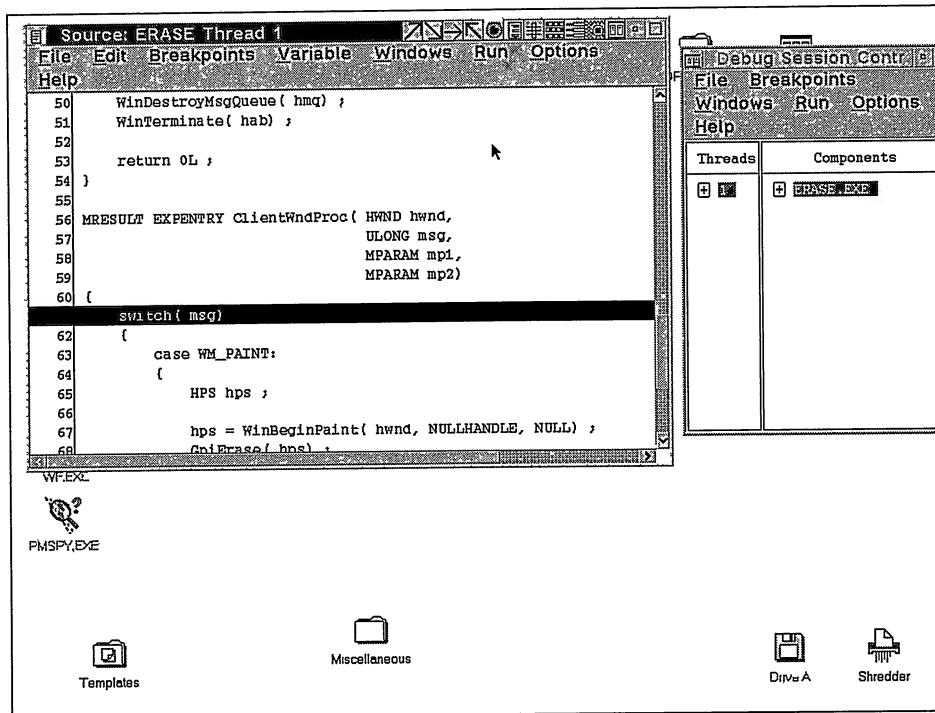 Source: ERASE Thread 1
File Edit Breakpoints Variable Windows Run Options
Help
50 WinDestroyMsgQueue( hmq) ;
51 WinTerminate( hab) ;
52
53 return 0L ;
54 }
55
56 MRESULT EXPENTRY ClientWndProc( HWND hwnd,
57 ULONG msg,
58 MPARAM mp1,
59 MPARAM mp2)
60 {
switch( msg)
62 {
63 case WM_PAINT:
64 {
65 HPS hps ;
66
67 hps = WinBeginPaint( hwnd, NULLHANDLE, NULL) ;
68 GpiErase( hps) ;
Debug Session Contr
File Breakpoints
Windows Run Options
Help
Threads Components
1
ERASE.EXE
WF.EXE
PMSPY.EXE
Templates
Miscellaneous
Drive A
Shredder